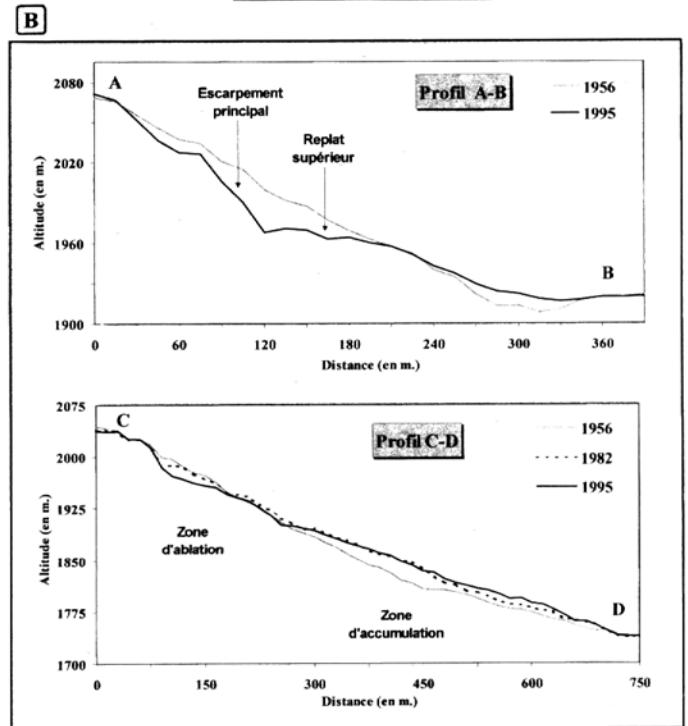 B
2080
2020
1960
1900
Altitude (en m.)
A
Escarpement
principal
Replat
supérieur
Profil A-B
1956
1995
B
0
60
120
180
240
300
360
Distance (en m.)
2075
2000
1925
1850
1775
1700
Altitude (en m.)
C
Profil C-D
1956
1982
1995
Zone
d'ablation
Zone
d'accumulation
D
0
150
300
450
600
750
Distance (en m.)